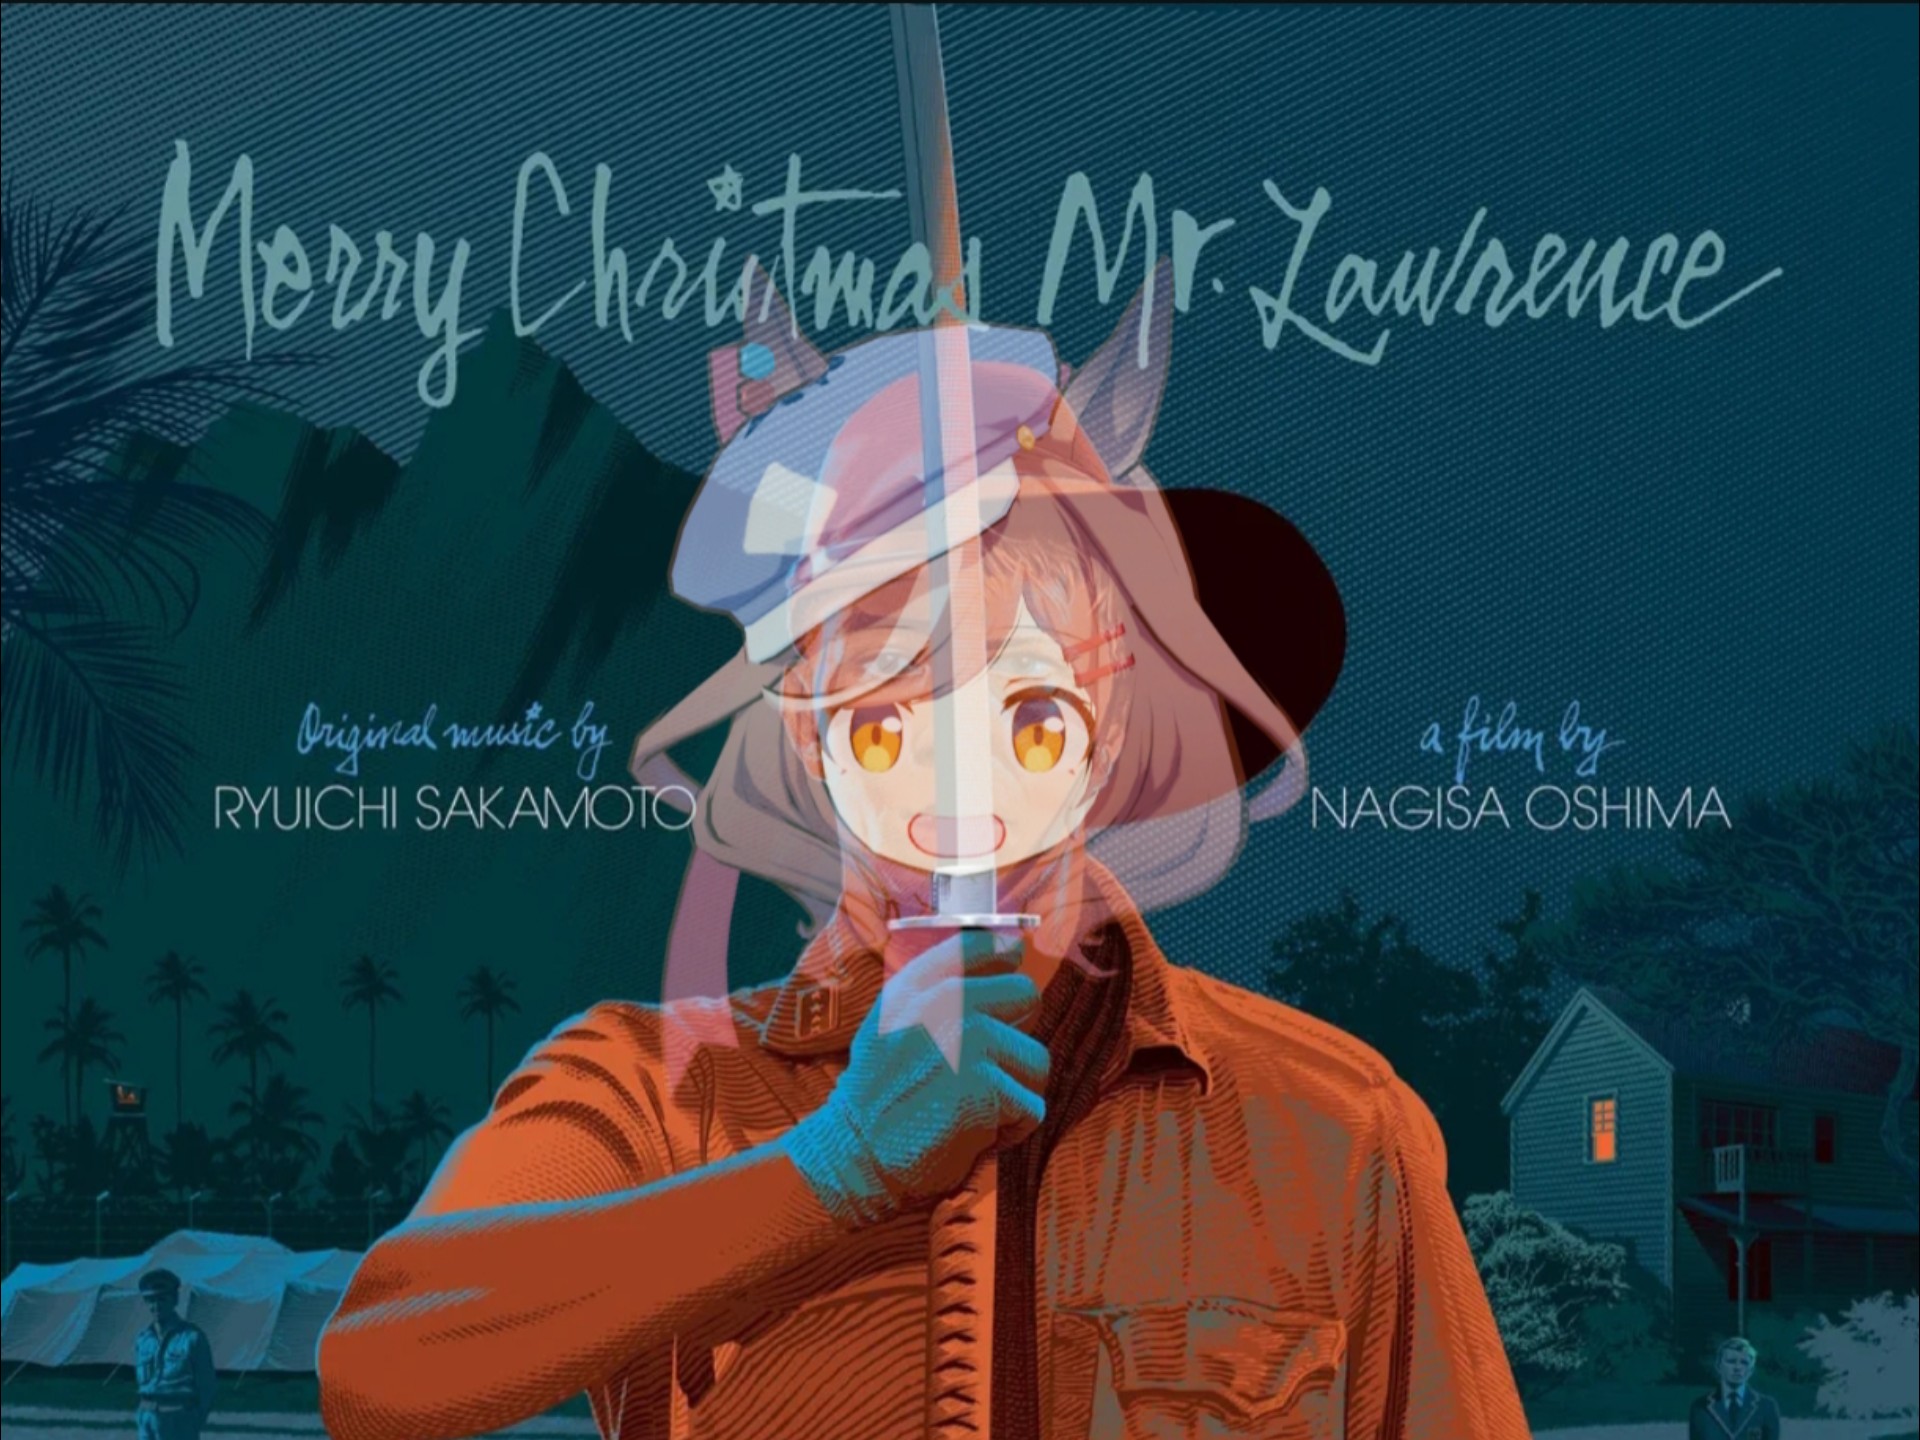 Merry Christmas Mr. Lawrence
Original music by
RYUICHI SAKAMOTO
a film by
NAGISA OSHIMA